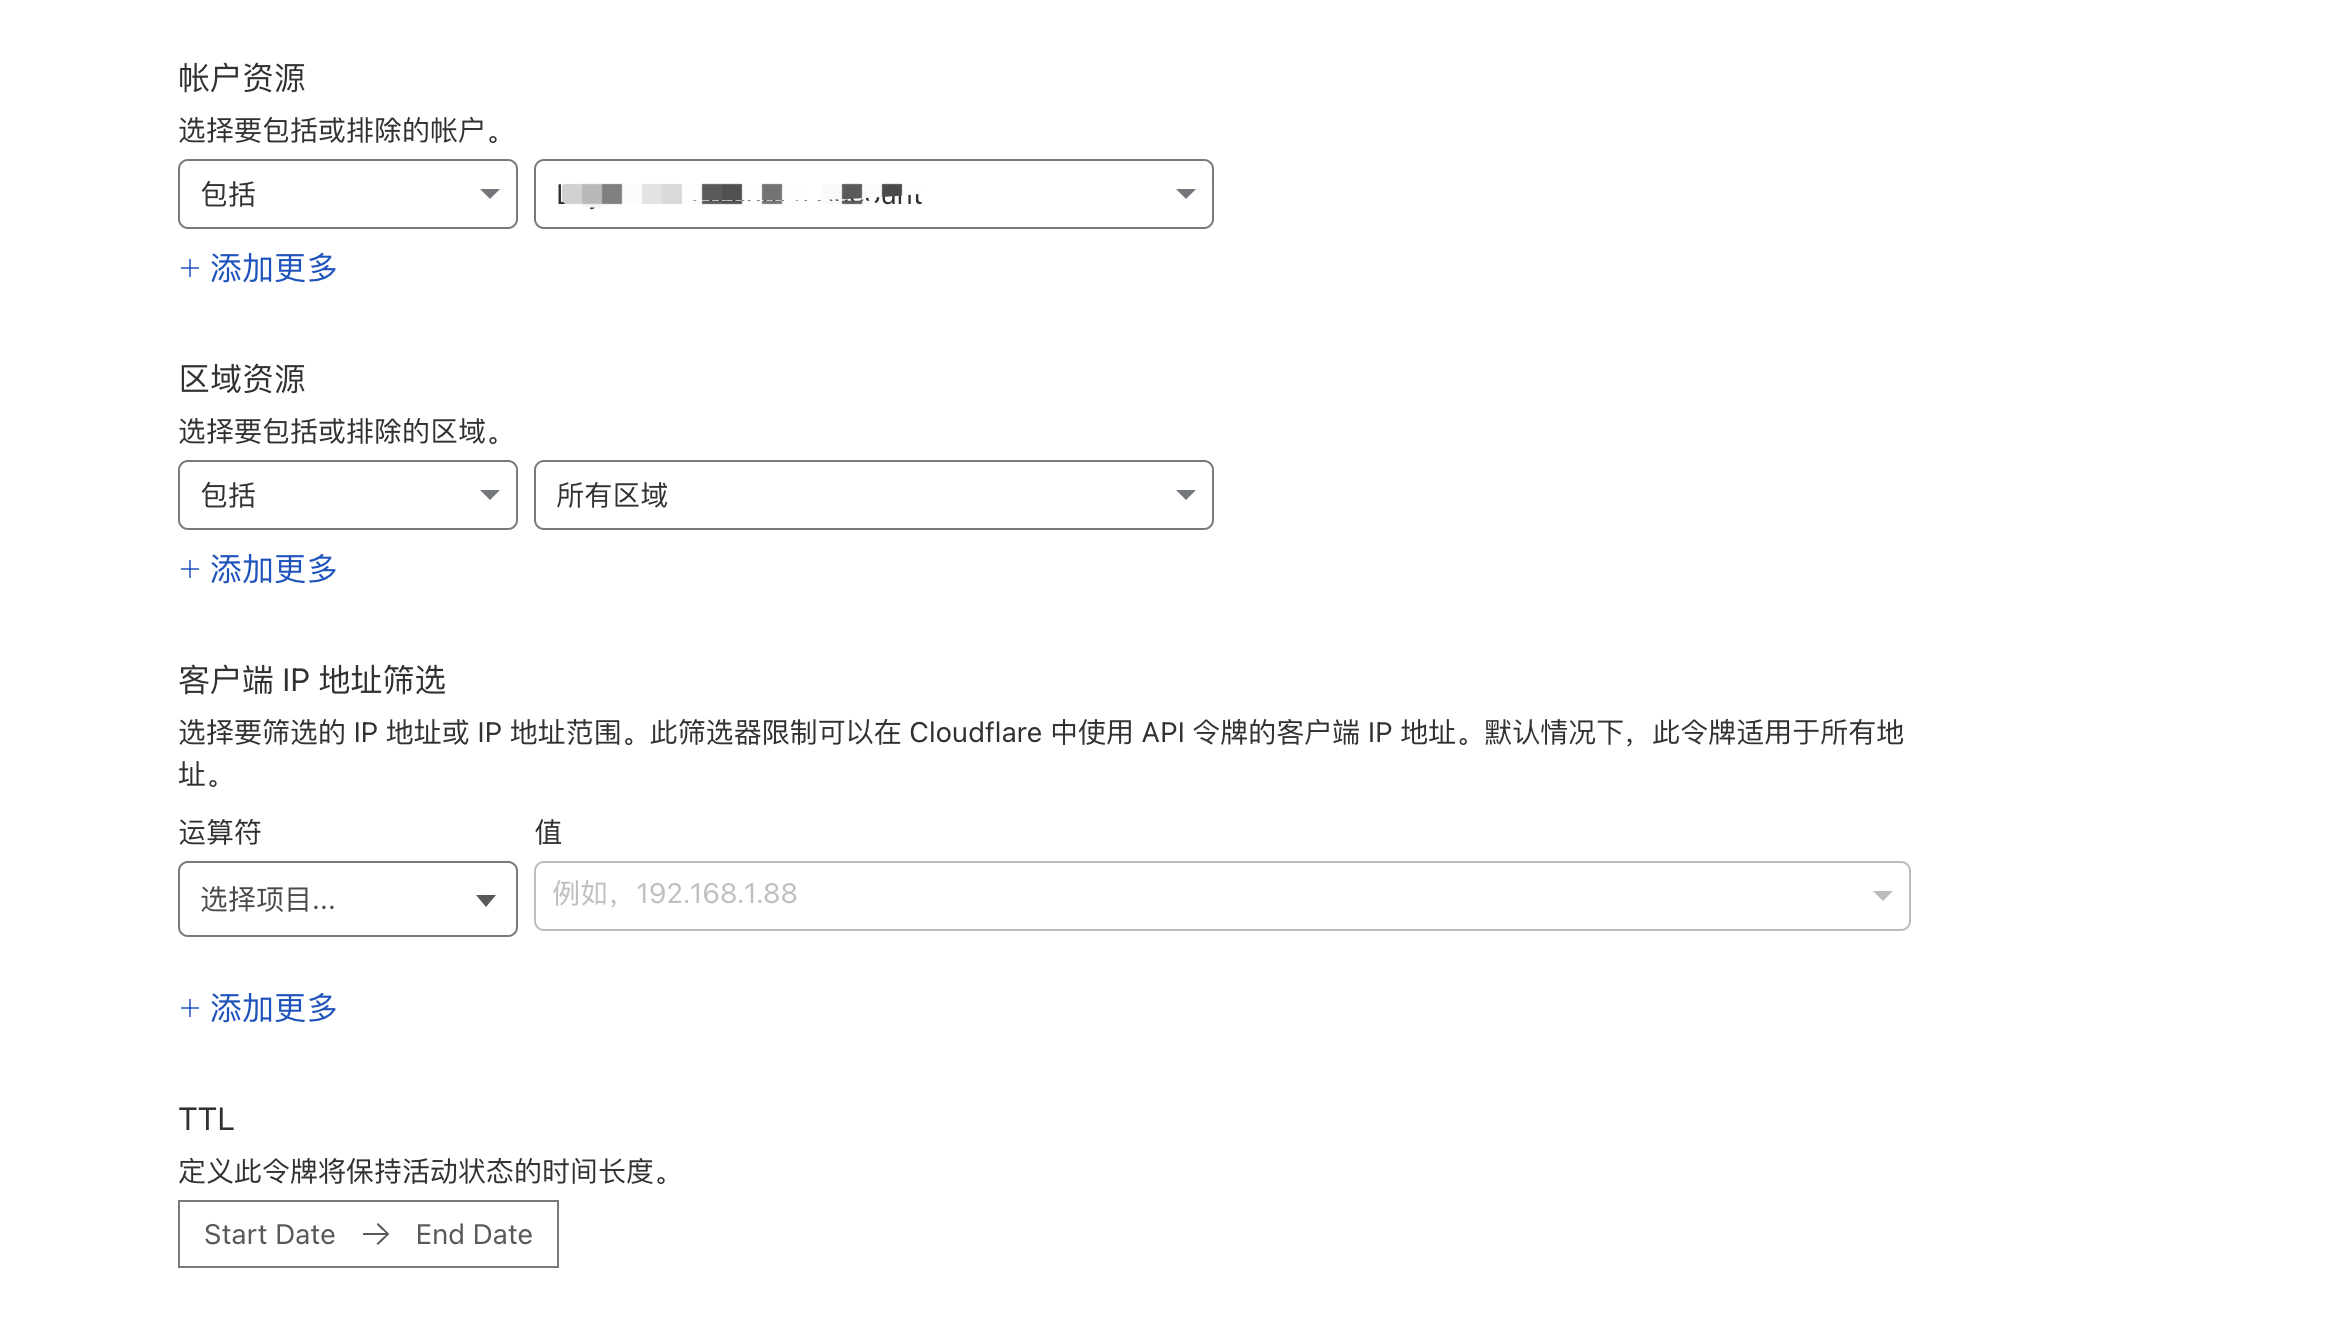 帐户资源
选择要包括或排除的帐户。
包括
+ 添加更多
区域资源
选择要包括或排除的区域。
包括 所有区域
+ 添加更多
客户端 IP 地址筛选
选择要筛选的 IP 地址或 IP 地址范围。此筛选器限制可以在 Cloudflare 中使用 API 令牌的客户端 IP 地址。默认情况下，此令牌适用于所有地
址。
运算符 值
选择项目... 例如，192.168.1.88
+ 添加更多
TTL
定义此令牌将保持活动状态的时间长度。
Start Date → End Date